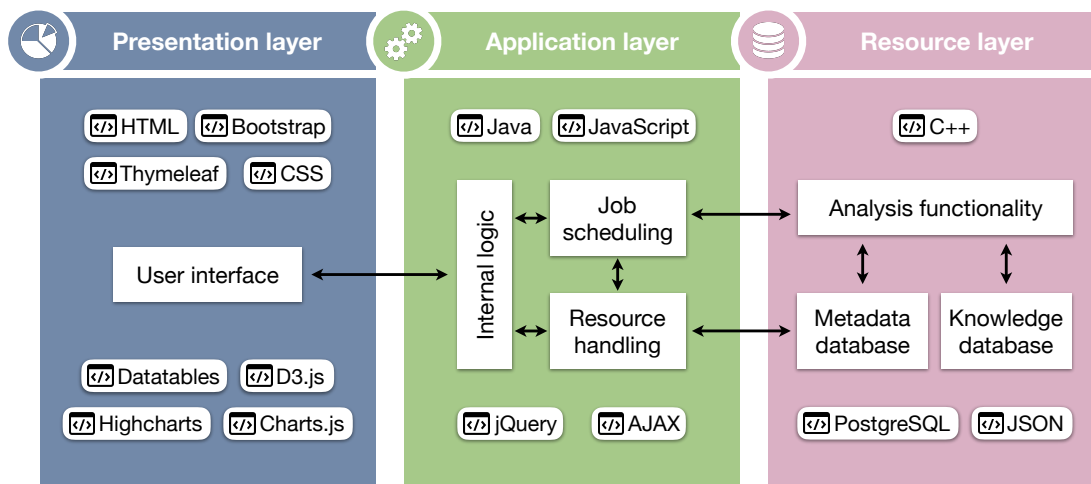 Presentation layer
Application layer
Resource layer
HTML
Bootstrap
Thymeleaf
CSS
User interface
Datatables
D3.js
Highcharts
Charts.js
Java
JavaScript
Internal logic
Job
scheduling
Resource
handling
jQuery
AJAX
C++
Analysis functionality
Metadata
database
Knowledge
database
PostgreSQL
JSON